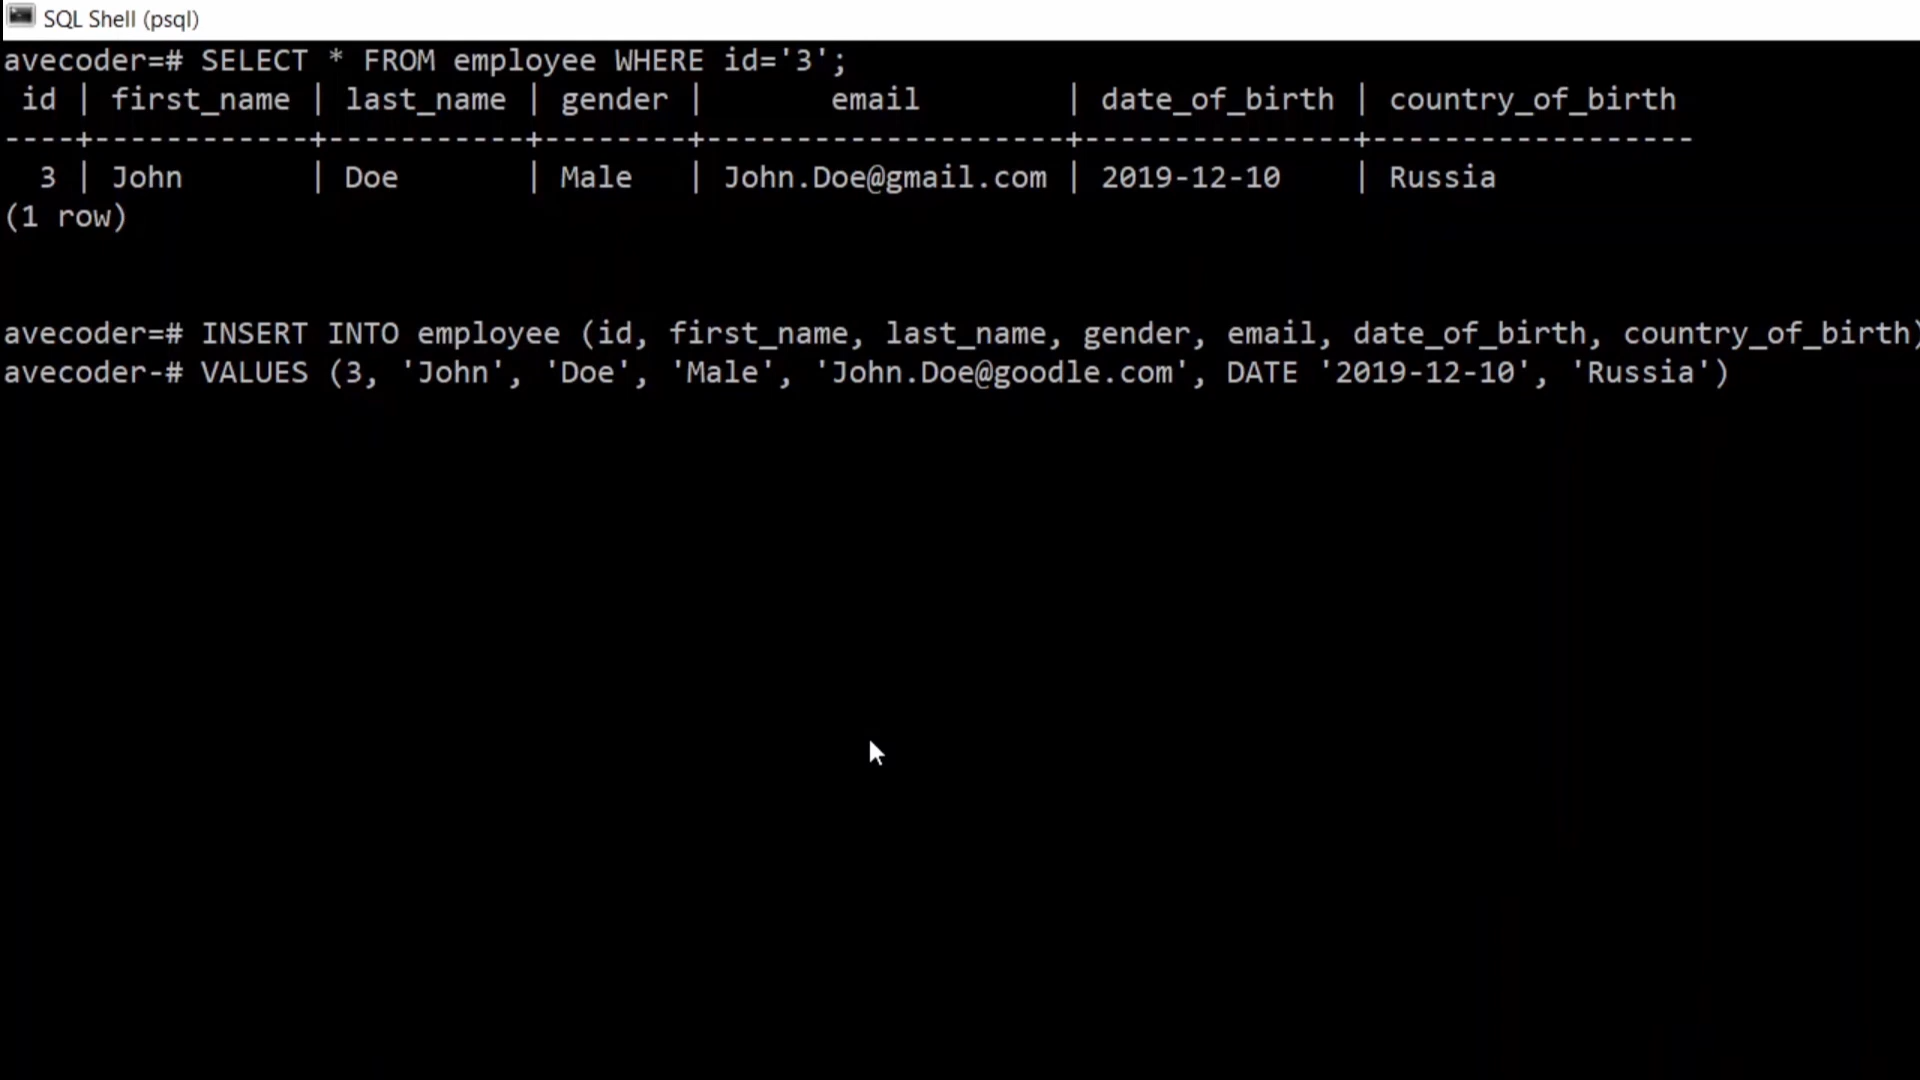 SQL Shell (psql)
avecoder=# SELECT * FROM employee WHERE id='3';
 id | first_name | last_name | gender |       email        | date_of_birth | country_of_birth
----+------------+-----------+--------+--------------------+---------------+------------------
  3 | John       | Doe       | Male   | John.Doe@gmail.com | 2019-12-10    | Russia
(1 row)
avecoder=# INSERT INTO employee (id, first_name, last_name, gender, email, date_of_birth, country_of_birth)
avecoder-# VALUES (3, 'John', 'Doe', 'Male', 'John.Doe@goodle.com', DATE '2019-12-10', 'Russia')